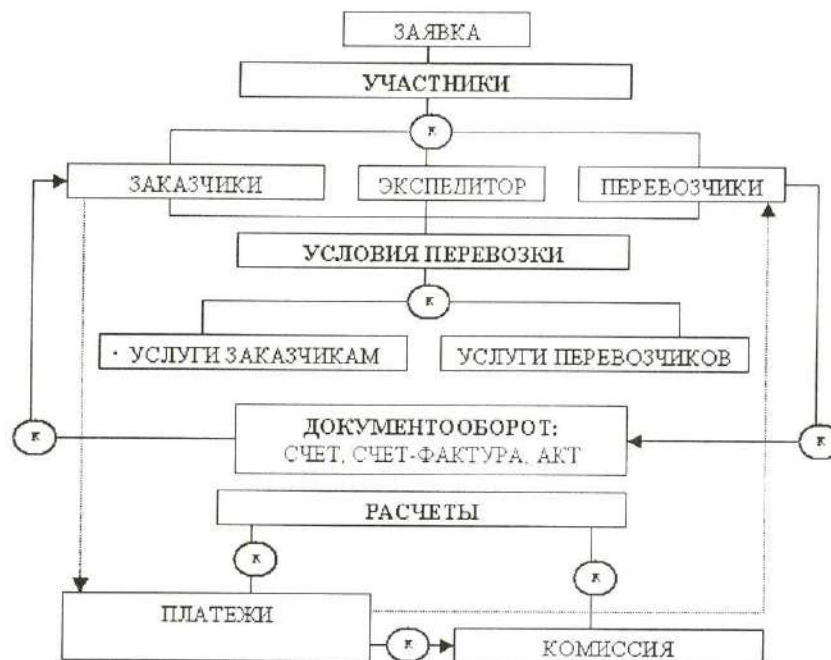 ЗАЯВКА
УЧАСТНИКИ
К
ЗАКАЗЧИКИ
ЭКСПЕДИТОР
ПЕРЕВОЗЧИКИ
УСЛОВИЯ ПЕРЕВОЗКИ
К
· УСЛУГИ ЗАКАЗЧИКАМ
УСЛУГИ ПЕРЕВОЗЧИКОВ
К
ДОКУМЕНТООБОРОТ:
СЧЕТ, СЧЕТ-ФАКТУРА, АКТ
К
РАСЧЕТЫ
К
К
ПЛАТЕЖИ
К
КОМИССИЯ